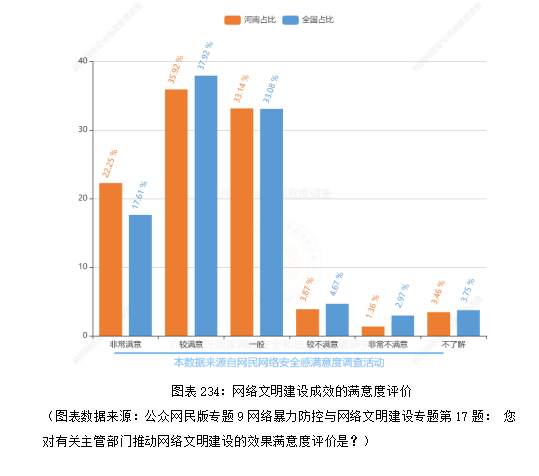 河南占比 全国占比
40
30
20
10
0
22.25 %
17.61 %
35.92 %
37.92 %
33.14 %
33.08 %
3.87 %
4.67 %
1.36 %
2.97 %
3.46 %
3.75 %
非常满意 较满意 一般 较不满意 非常不满意 不了解
本数据来源自网民网络安全感满意度调查活动
图表 234：网络文明建设成效的满意度评价
（图表数据来源：公众网民版专题 9 网络暴力防控与网络文明建设专题第 17 题： 您
对有关主管部门推动网络文明建设的效果满意度评价是？）